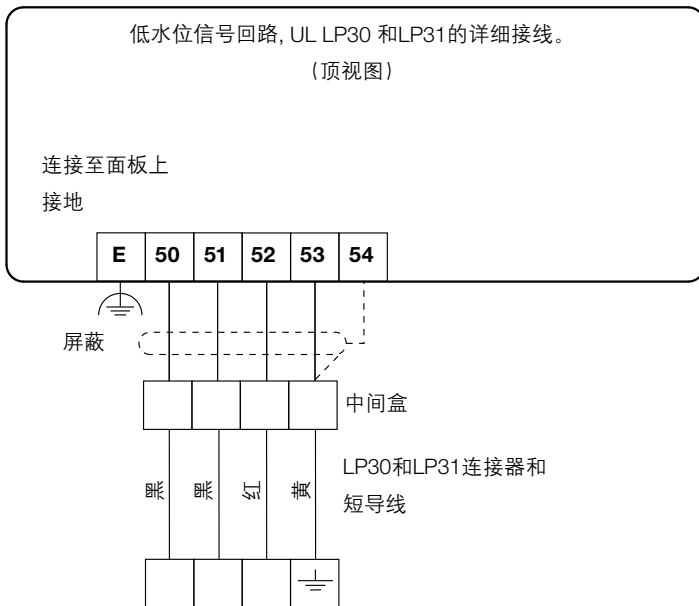 低水位信号回路, UL LP30 和LP31的详细接线。
(顶视图)
连接至面板上
接地
E 50 51 52 53 54
屏蔽
中间盒
LP30和LP31连接器和
短导线
黑 黑 红 黄